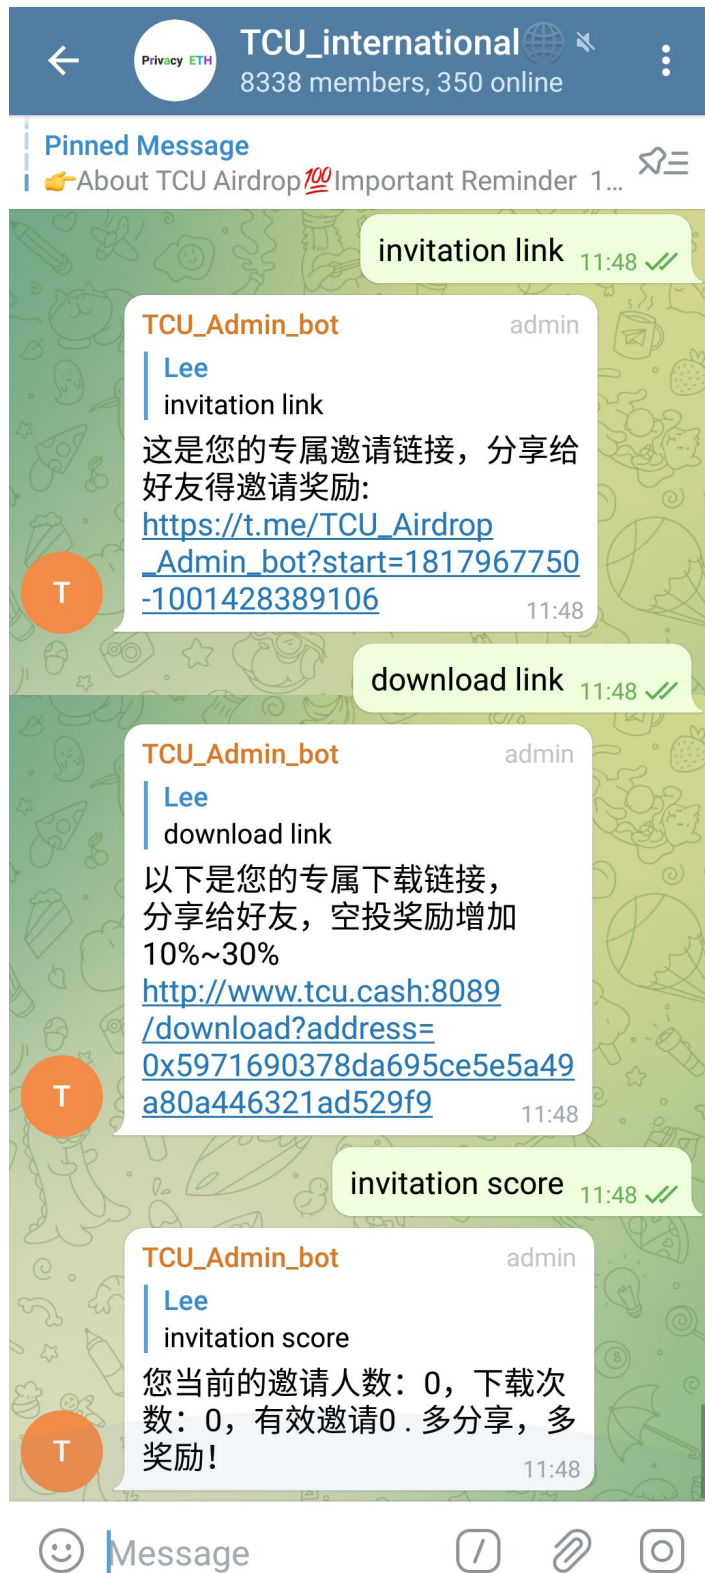 Privacy ETH
TCU_international
8338 members, 350 online
Pinned Message
👉About TCU Airdrop💯Important Reminder 1...
invitation link 11:48
TCU_Admin_bot admin
Lee
invitation link
这是您的专属邀请链接，分享给
好友得邀请奖励:
https://t.me/TCU_Airdrop
_Admin_bot?start=1817967750
-1001428389106
T
11:48
download link 11:48
TCU_Admin_bot admin
Lee
download link
以下是您的专属下载链接，
分享给好友，空投奖励增加
10%~30%
http://www.tcu.cash:8089
/download?address=
0x5971690378da695ce5e5a49
a80a446321ad529f9
T
11:48
invitation score 11:48
TCU_Admin_bot admin
Lee
invitation score
您当前的邀请人数：0，下载次
数：0，有效邀请0 . 多分享，多
奖励！
T
11:48
Message